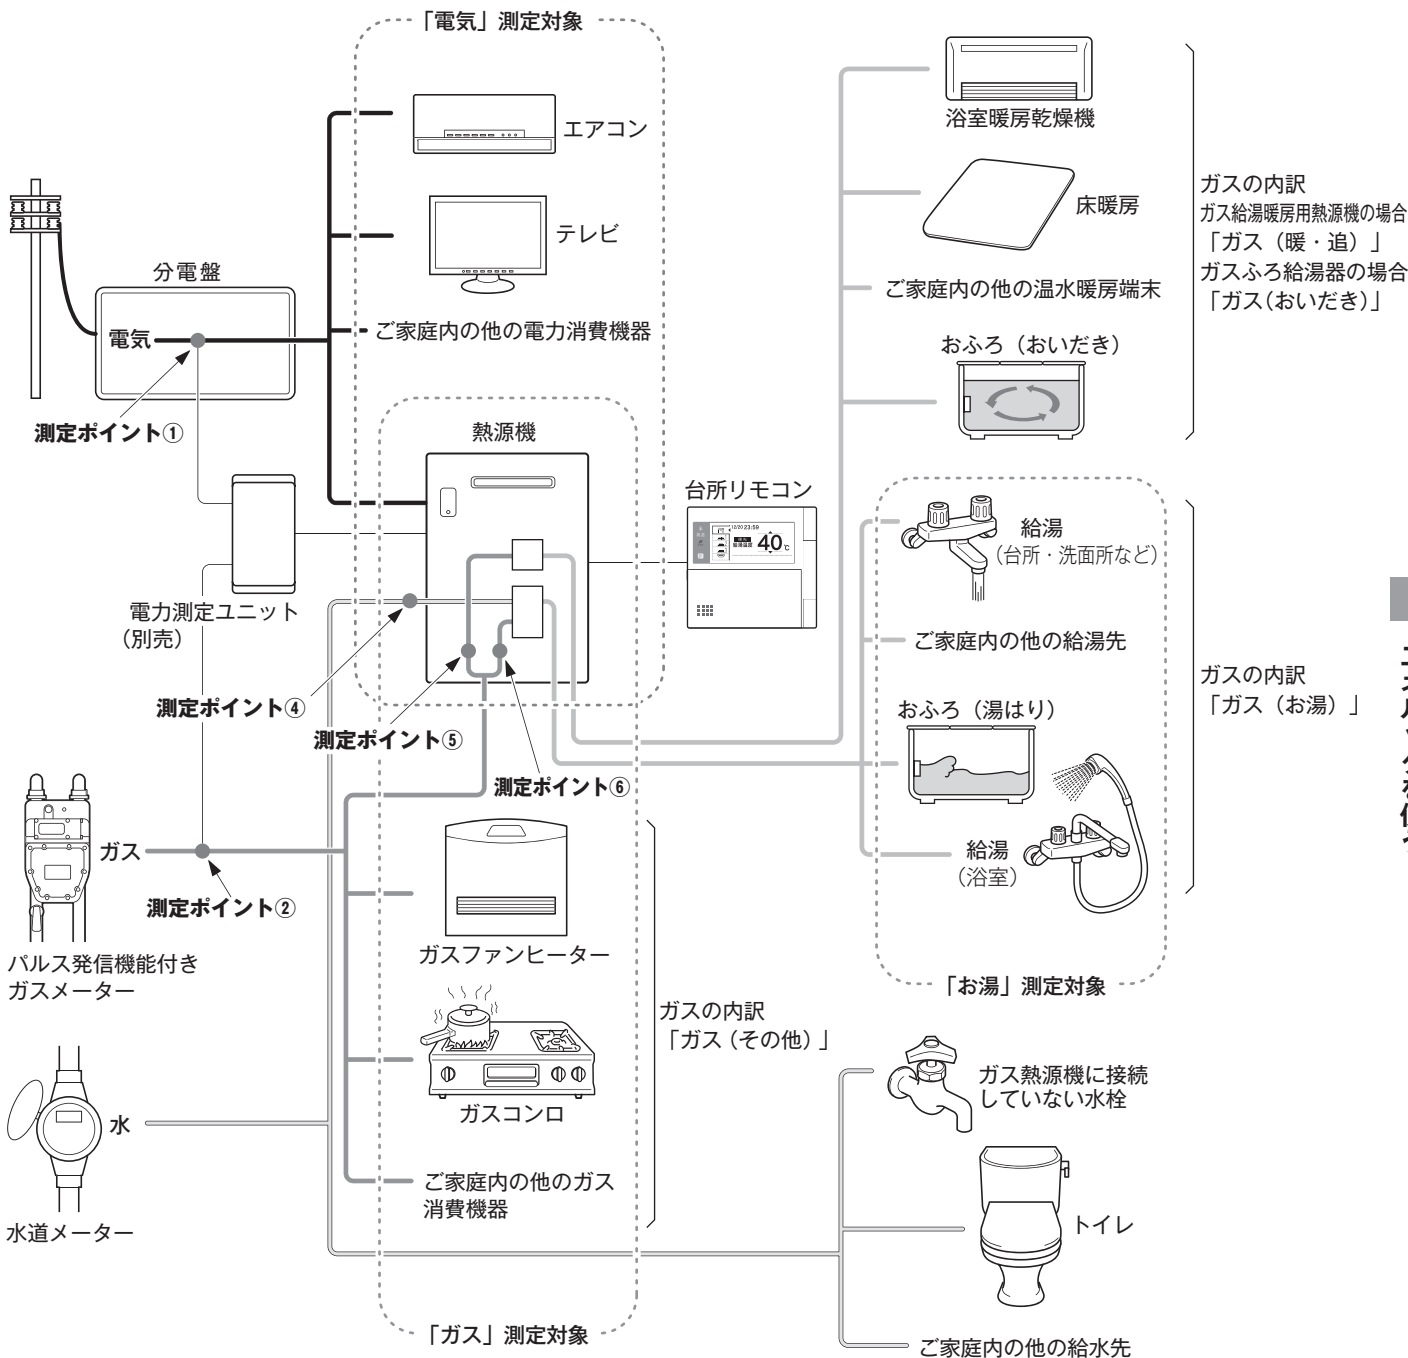 「電気」測定対象
エアコン
テレビ
ご家庭内の他の電力消費機器
分電盤
電気
測定ポイント①
熱源機
電力測定ユニット
(別売)
台所リモコン
12/20 23:59
給湯温度
40℃
測定ポイント④
測定ポイント⑤
測定ポイント⑥
ガス
測定ポイント②
パルス発信機能付き
ガスメーター
水
水道メーター
ガスファンヒーター
ガスコンロ
ご家庭内の他のガス
消費機器
ガスの内訳
「ガス(その他)」
「ガス」測定対象
浴室暖房乾燥機
床暖房
ご家庭内の他の温水暖房端末
おふろ(おいだき)
ガスの内訳
ガス給湯暖房用熱源機の場合
「ガス(暖・追)」
ガスふろ給湯器の場合
「ガス(おいだき)」
給湯
(台所・洗面所など)
ご家庭内の他の給湯先
おふろ(湯はり)
給湯
(浴室)
「お湯」測定対象
ガスの内訳
「ガス(お湯)」
ガス熱源機に接続
していない水栓
トイレ
ご家庭内の他の給水先